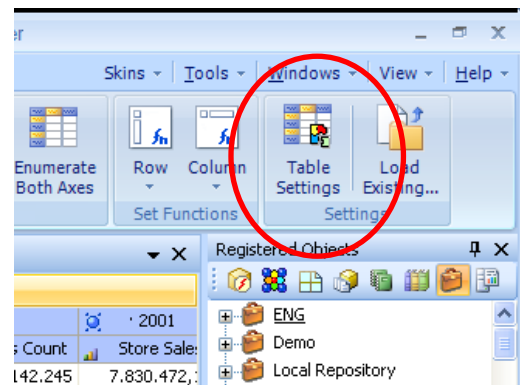 er
Skins Tools Windows View Help
Enumerate Both Axes
Row
Column
Table Settings
Load Existing...
Set Functions
Settings
Registered Objects
2001
s Count
Store Sale
142.245
7.830.472,
ENG
Demo
Local Repository